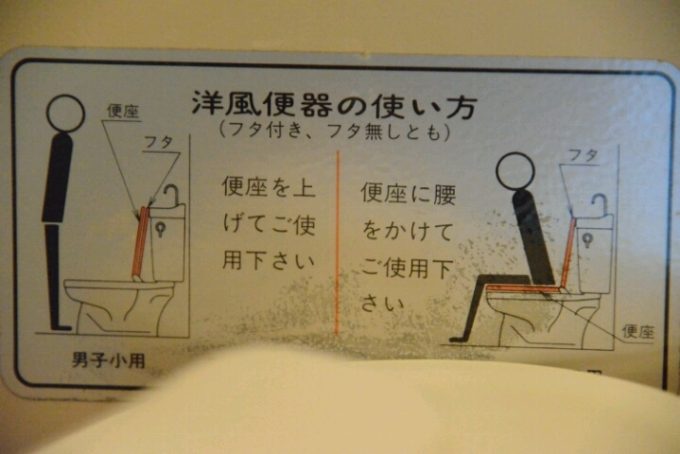 洋風便器の使い方
(フタ付き、フタ無しとも)
便座
フタ
便座を上
げてご使
用下さい
男子小用
便座に腰
をかけて
ご使用下
さい
フタ
便座